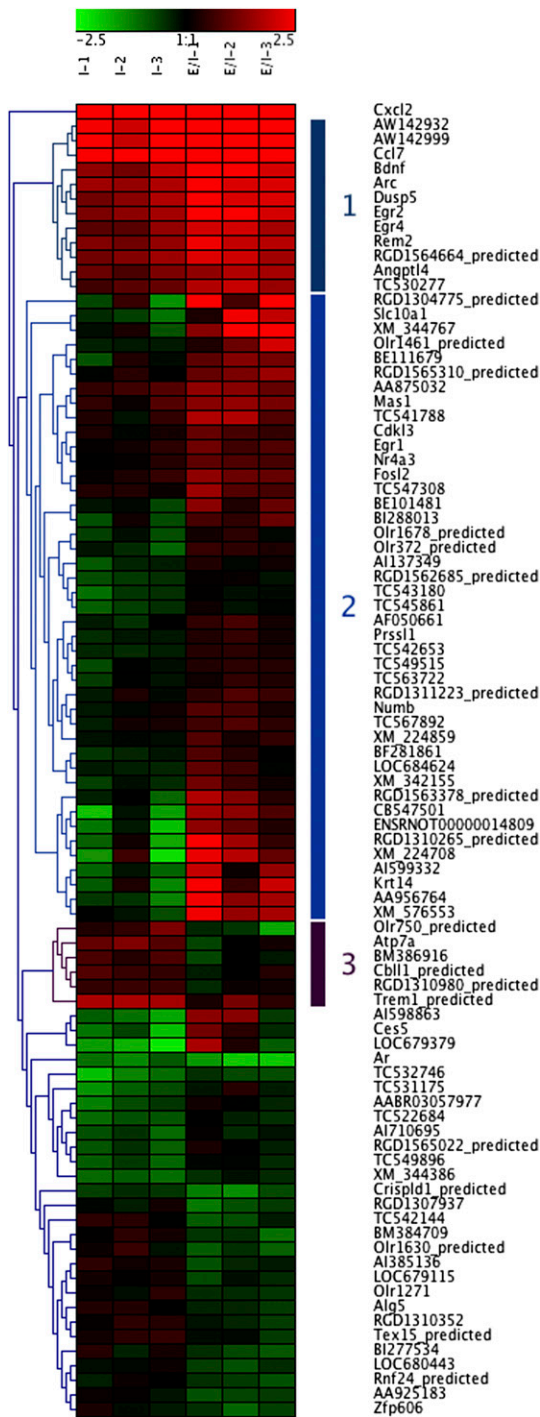 -2.5 1:1 2.5
I-1 I-2 I-3 E/I-1 E/I-2 E/I-3
Cxcl2
AW142932
AW142999
Ccl7
Bdnf
Arc
Dusp5
1
Egr2
Egr4
Rem2
RGD1564664_predicted
Angptl4
TC530277
RGD1304775_predicted
Slc10a1
XM_344767
Olr1461_predicted
BE111679
RGD1565310_predicted
AA875032
Mas1
TC541788
Cdkl3
Egr1
Nr4a3
Fosl2
TC547308
BE101481
BI288013
Olr1678_predicted
Olr372_predicted
AI137349
RGD1562685_predicted
TC543180
2
TC545861
AF050661
Prssl1
TC542653
TC549515
TC563722
RGD1311223_predicted
Numb
TC567892
XM_224859
BF281861
LOC684624
XM_342155
RGD1563378_predicted
CB547501
ENSRNOT00000014809
RGD1310265_predicted
XM_224708
AI599332
Krt14
AA956764
XM_576553
Olr750_predicted
Atp7a
BM386916
3
Cbll1_predicted
RGD1310980_predicted
Trem1_predicted
AI598863
Ces5
LOC679379
Ar
TC532746
TC531175
AABR03057977
TC522684
AI710695
RGD1565022_predicted
TC549896
XM_344386
Crispld1_predicted
RGD1307937
TC542144
BM384709
Olr1630_predicted
AI385136
LOC679115
Olr1271
Alg5
RGD1310352
Tex15_predicted
BI277534
LOC680443
Rnf24_predicted
AA925183
Zfp606